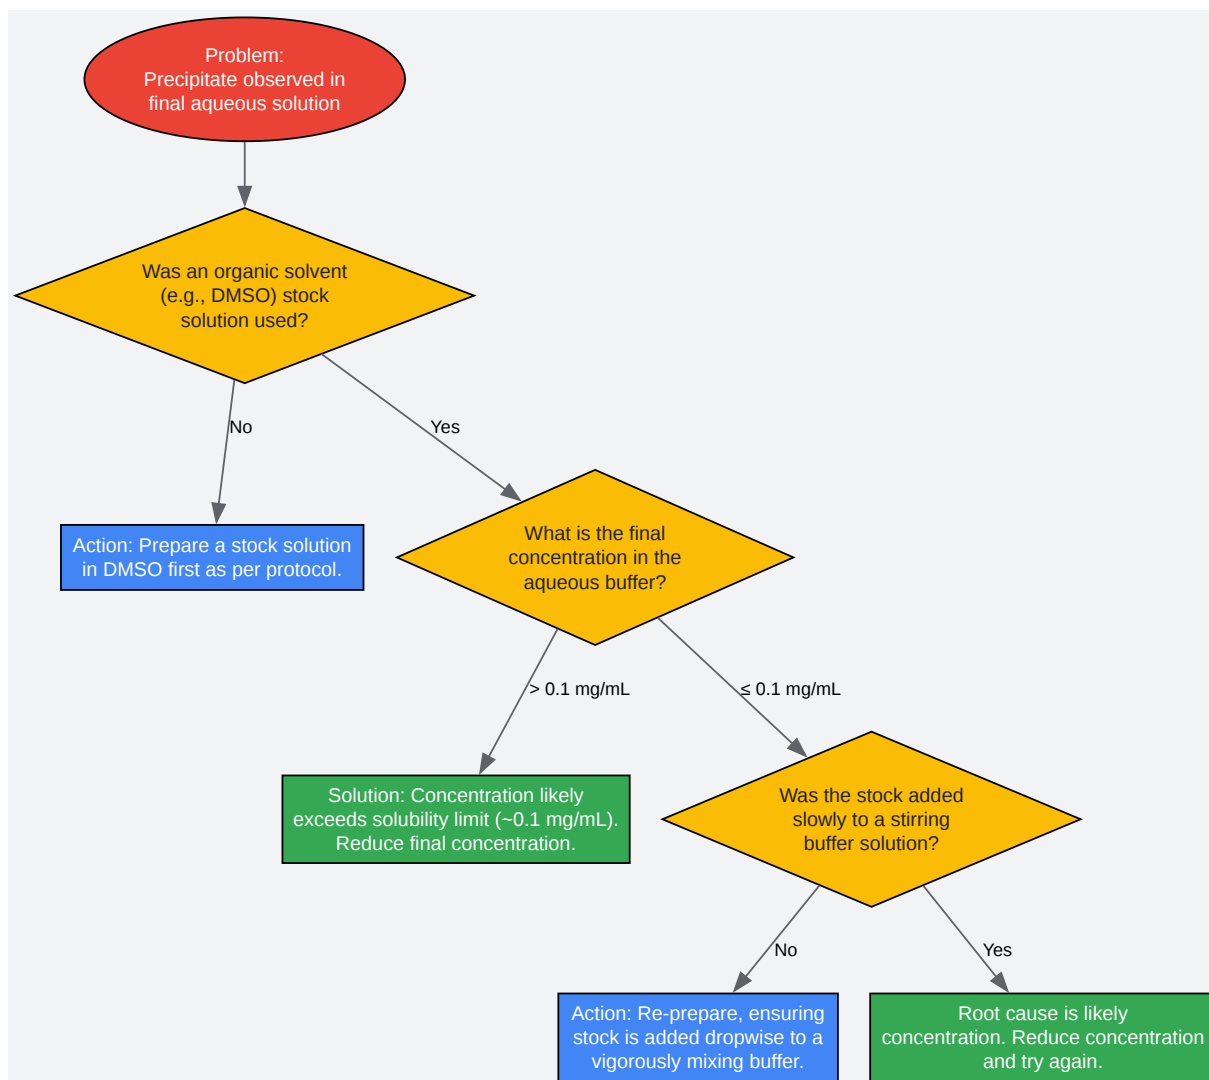 Problem:
Precipitate observed in
final aqueous solution
Was an organic solvent
(e.g., DMSO) stock
solution used?
No
Yes
Action: Prepare a stock solution
in DMSO first as per protocol.
What is the final
concentration in the
aqueous buffer?
> 0.1 mg/mL
≤ 0.1 mg/mL
Solution: Concentration likely
exceeds solubility limit (~0.1 mg/mL).
Reduce final concentration.
Was the stock added
slowly to a stirring
buffer solution?
No
Yes
Action: Re-prepare, ensuring
stock is added dropwise to a
vigorously mixing buffer.
Root cause is likely
concentration. Reduce concentration
and try again.